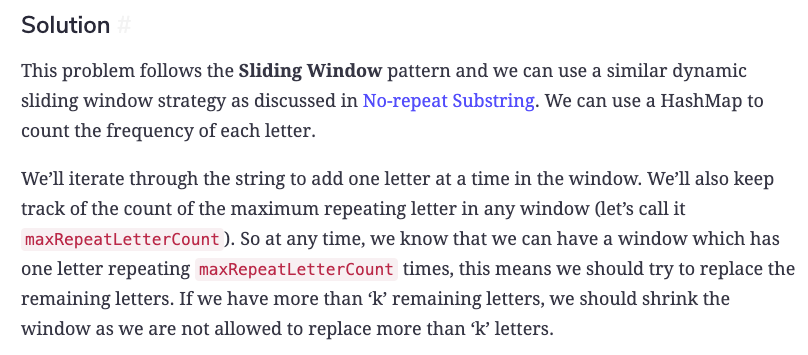 Solution #
This problem follows the Sliding Window pattern and we can use a similar dynamic
sliding window strategy as discussed in No-repeat Substring. We can use a HashMap to
count the frequency of each letter.
We’ll iterate through the string to add one letter at a time in the window. We’ll also keep
track of the count of the maximum repeating letter in any window (let’s call it
maxRepeatLetterCount). So at any time, we know that we can have a window which has
one letter repeating maxRepeatLetterCount times, this means we should try to replace the
remaining letters. If we have more than ‘k’ remaining letters, we should shrink the
window as we are not allowed to replace more than ‘k’ letters.